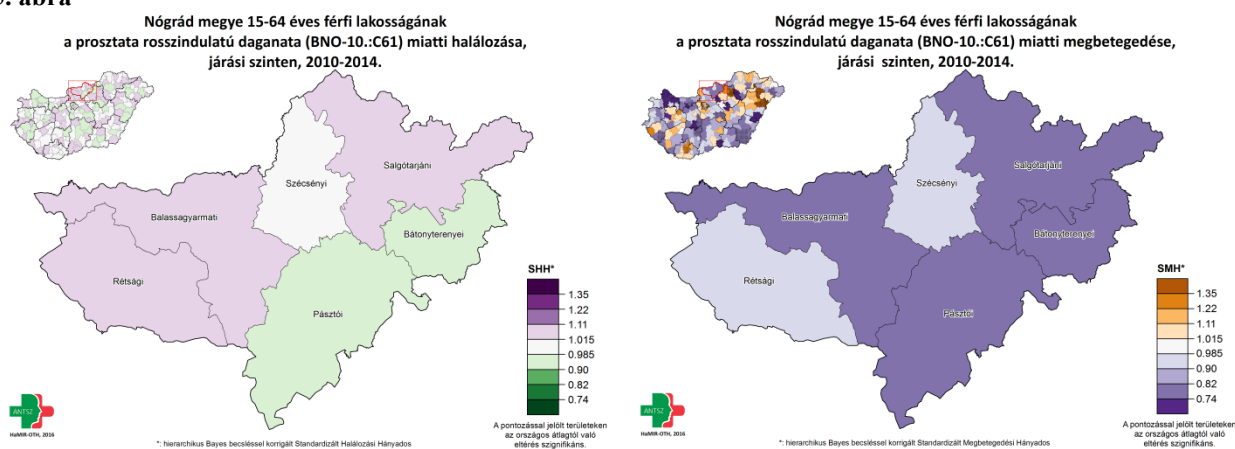 Nógrád megye 15-64 éves férfi lakosságának
a prosztata rosszindulatú daganata (BNO-10.:C61) miatti halálozása,
járási szinten, 2010-2014.
Salgótarjáni
Szécsényi
Balassagyarmati
Bátonyterenyei
Rétsági
Pásztói
SHH*
1.35
1.22
1.11
1.015
0.985
0.90
0.82
0.74
ANTSZ
HaMIR-OTH, 2016
A pontozással jelölt területeken
az országos átlagtól való
eltérés szignifikáns.
*: hierarchikus Bayes becsléssel korrigált Standardizált Halálozási Hányados
Nógrád megye 15-64 éves férfi lakosságának
a prosztata rosszindulatú daganata (BNO-10.:C61) miatti megbetegedése,
járási szinten, 2010-2014.
Salgótarjáni
Szécsényi
Balassagyarmati
Bátonyterenyei
Rétsági
Pásztói
SMH*
1.35
1.22
1.11
1.015
0.985
0.90
0.82
0.74
ANTSZ
HaMIR-OTH, 2016
A pontozással jelölt területeken
az országos átlagtól való
eltérés szignifikáns.
*: hierarchikus Bayes becsléssel korrigált Standardizált Megbetegedési Hányados